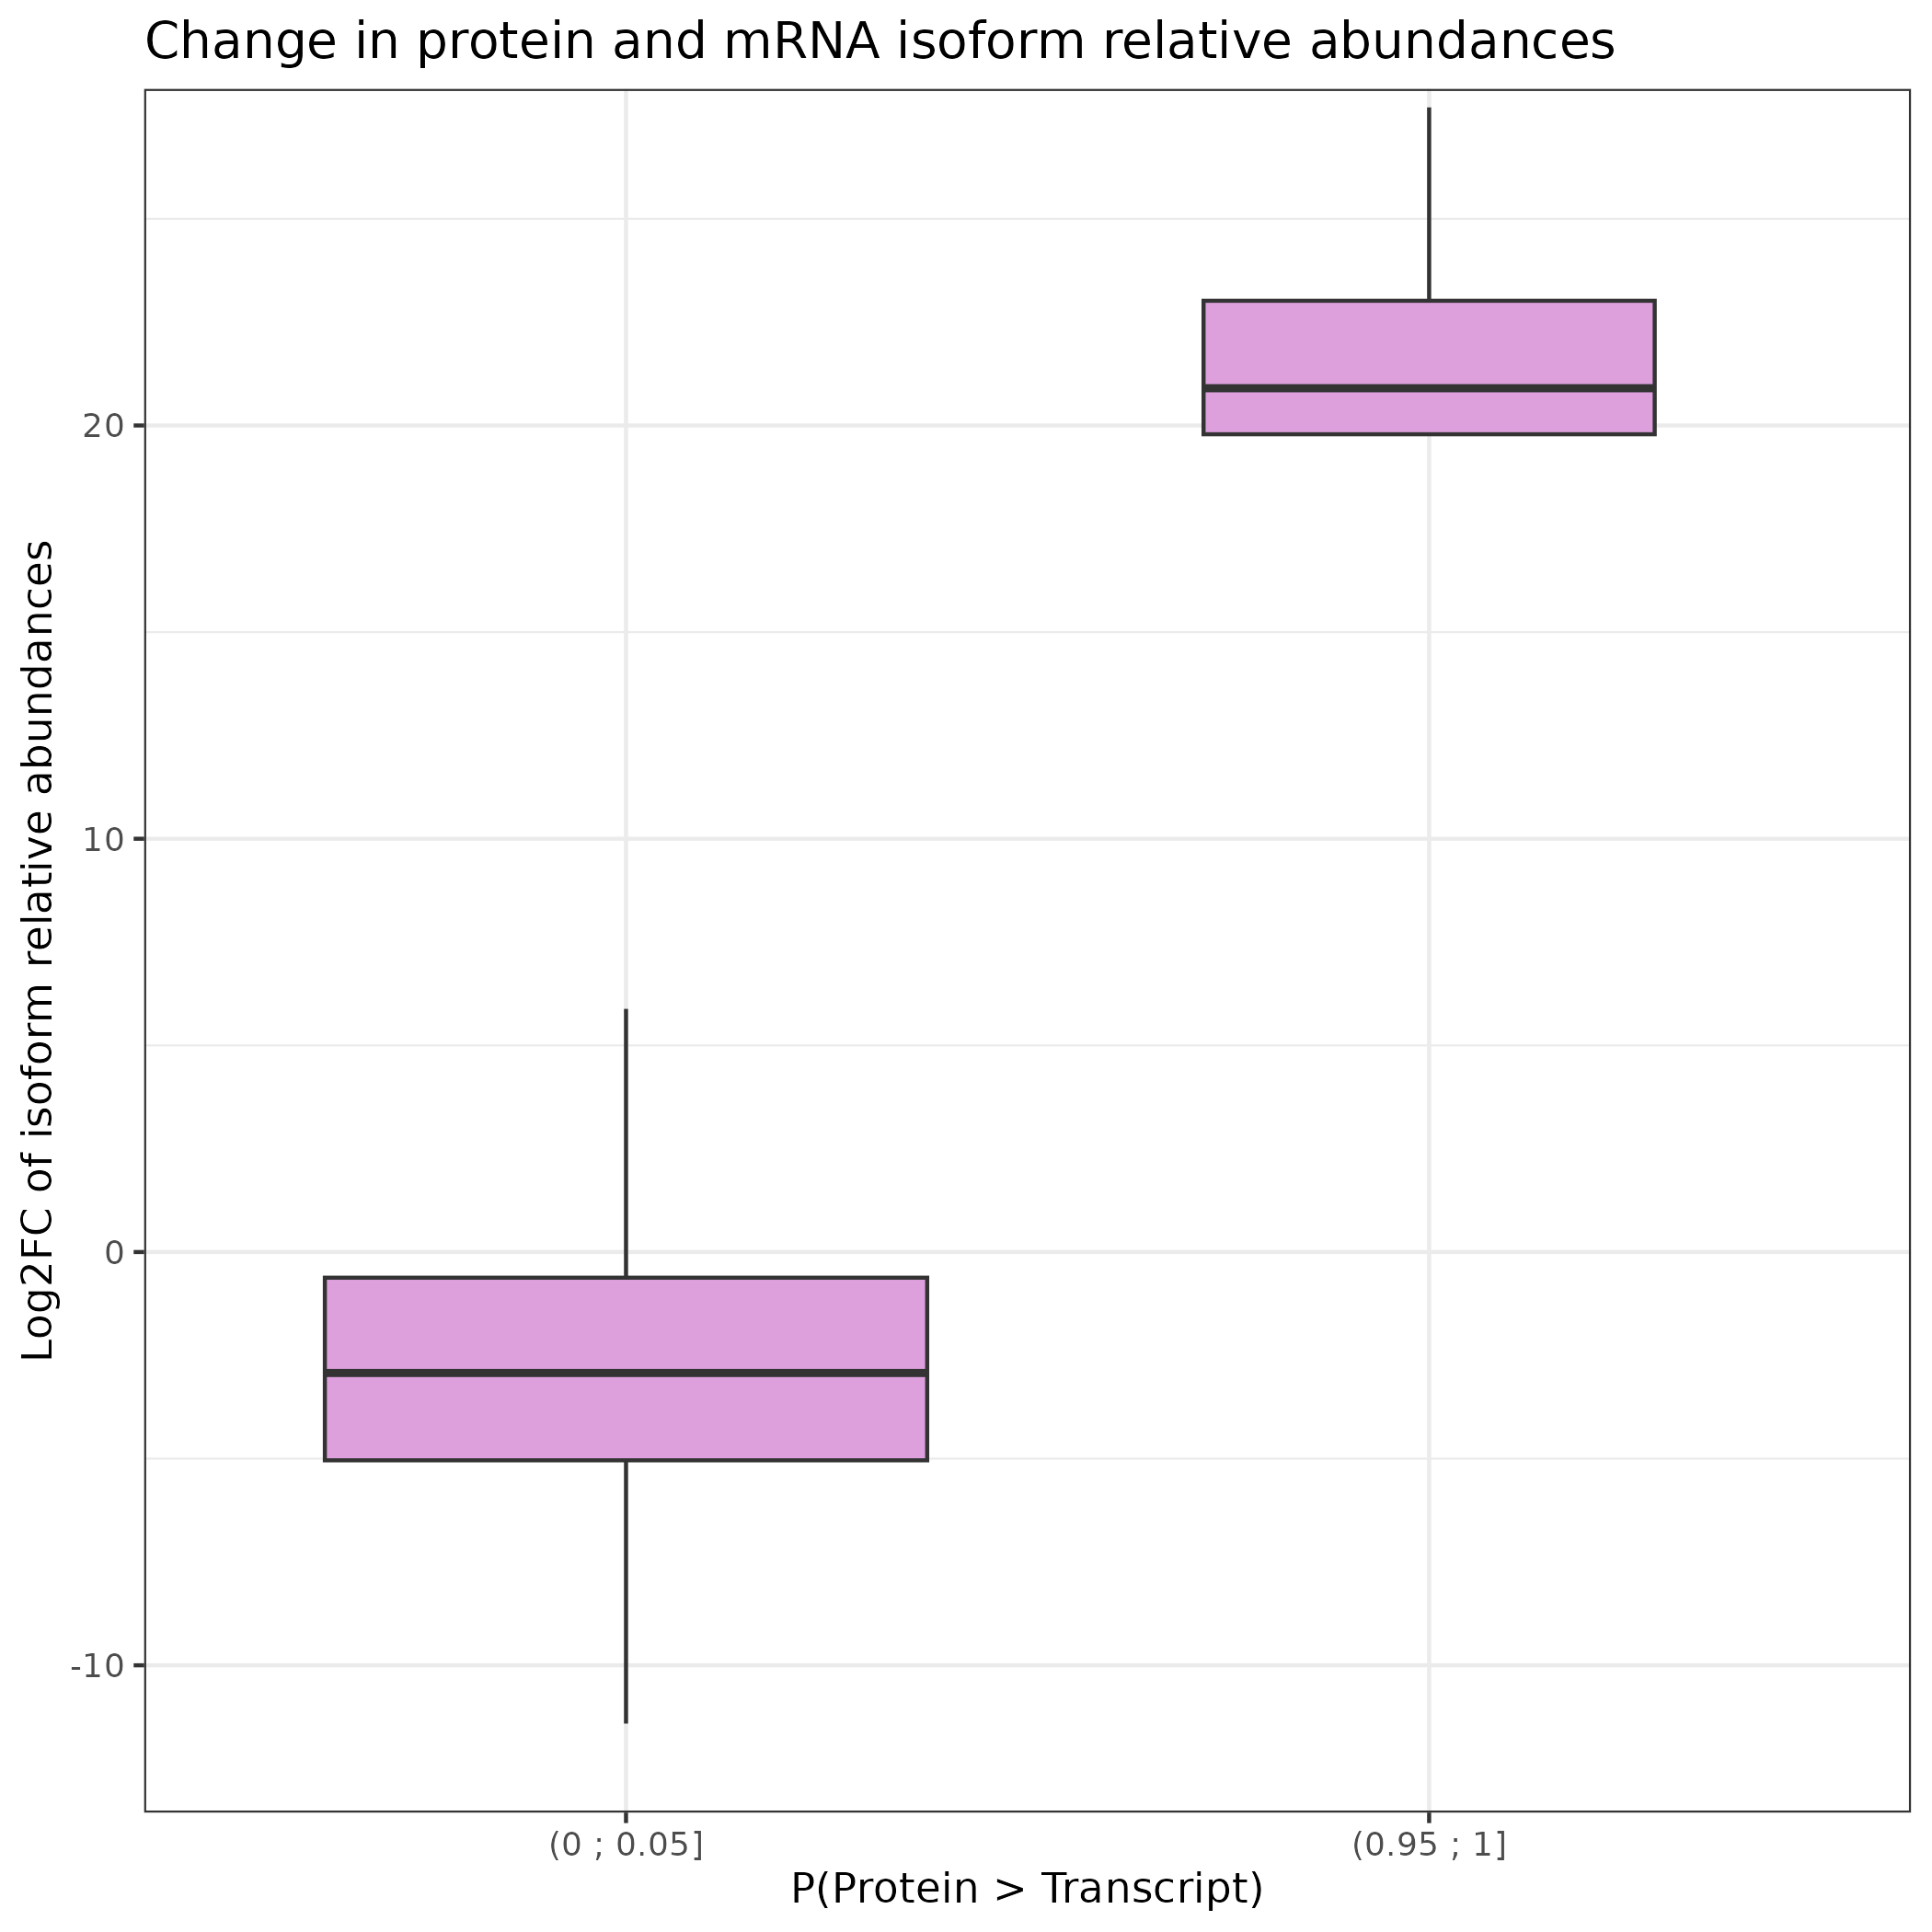 Change in protein and mRNA isoform relative abundances
Log2FC of isoform relative abundances
20
10
0
-10
(0 ; 0.05]
(0.95 ; 1]
P(Protein > Transcript)